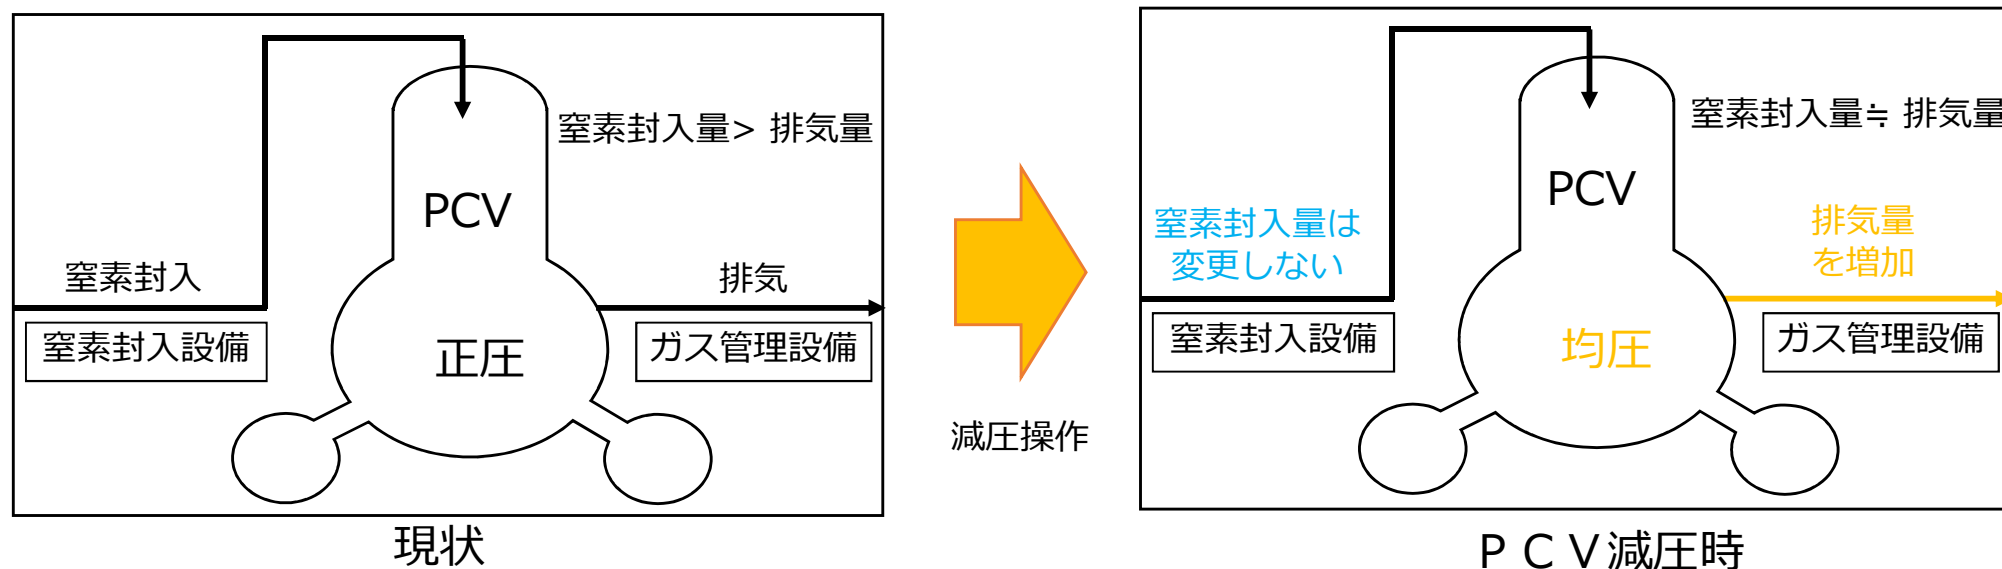 窒素封入量> 排気量
PCV
窒素封入
排気
窒素封入設備
ガス管理設備
正圧
現状
減圧操作
窒素封入量≒ 排気量
PCV
窒素封入量は
変更しない
排気量
を増加
窒素封入設備
ガス管理設備
均圧
ＰＣＶ減圧時